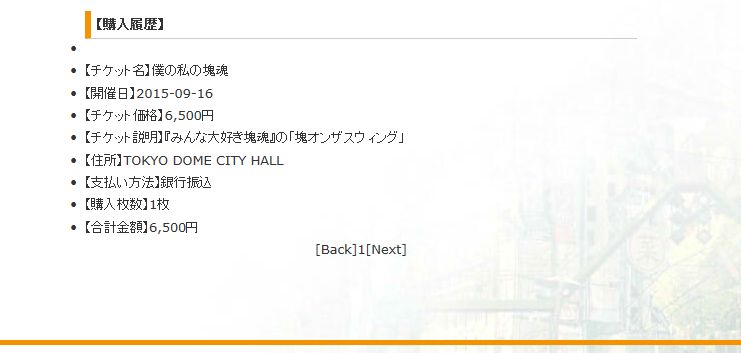 【購入履歴】
【チケット名】僕の私の塊魂
【開催日】2015-09-16
【チケット価格】6,500円
【チケット説明】『みんな大好き塊魂』の「塊オンザスウィング」
【住所】TOKYO DOME CITY HALL
【支払い方法】銀行振込
【購入枚数】1枚
【合計金額】6,500円
[Back]1[Next]